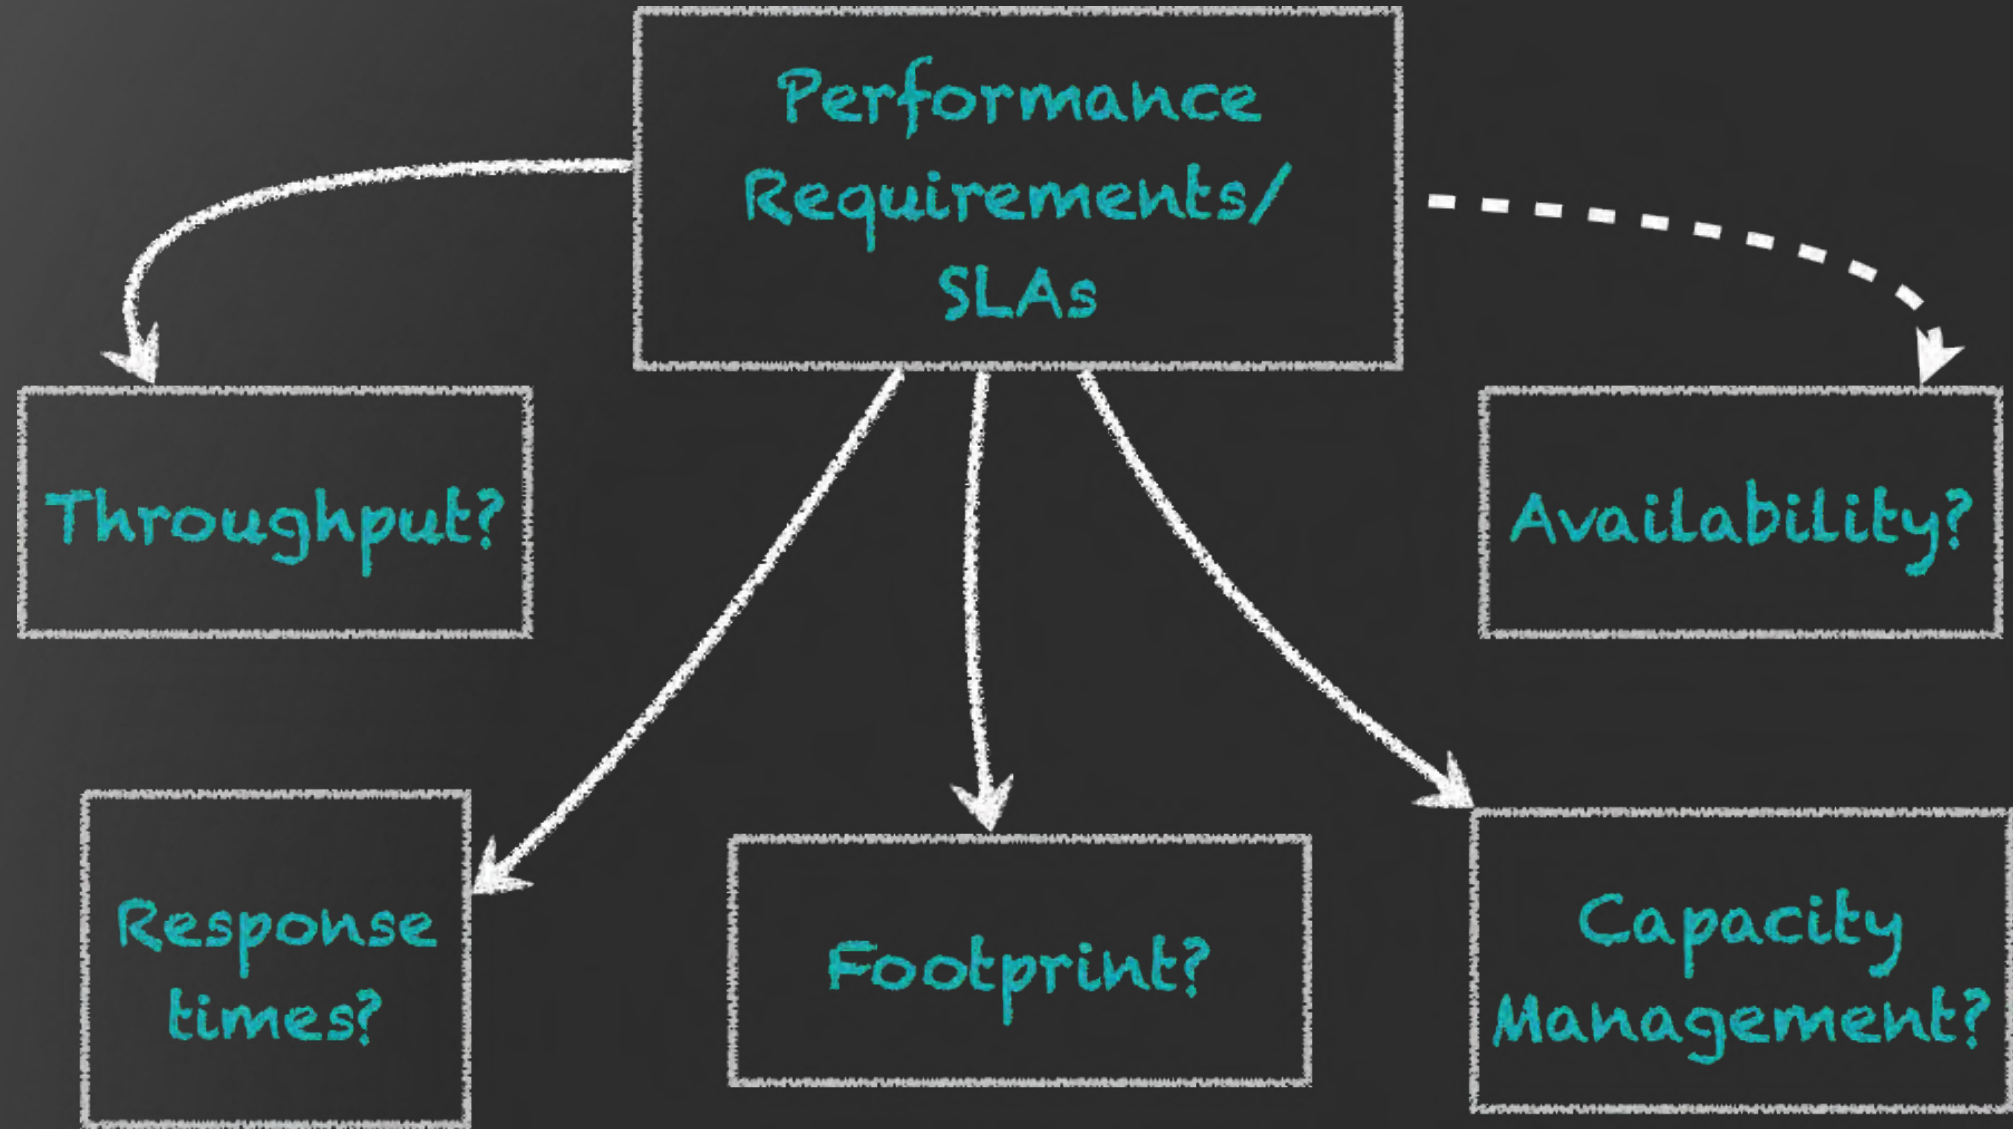 Performance
Requirements/
SLAs
Throughput?
Availability?
Response
times?
Footprint?
Capacity
Management?